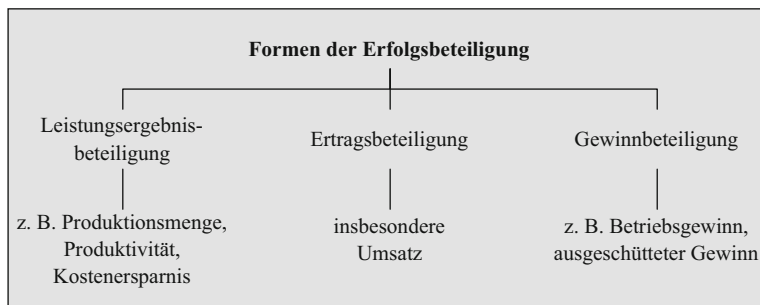 Formen der Erfolgsbeteiligung
Leistungsergebnis-
beteiligung
Ertragsbeteiligung
Gewinnbeteiligung
z. B. Produktionsmenge,
Produktivität,
Kostenersparnis
insbesondere
Umsatz
z. B. Betriebsgewinn,
ausgeschütteter Gewinn